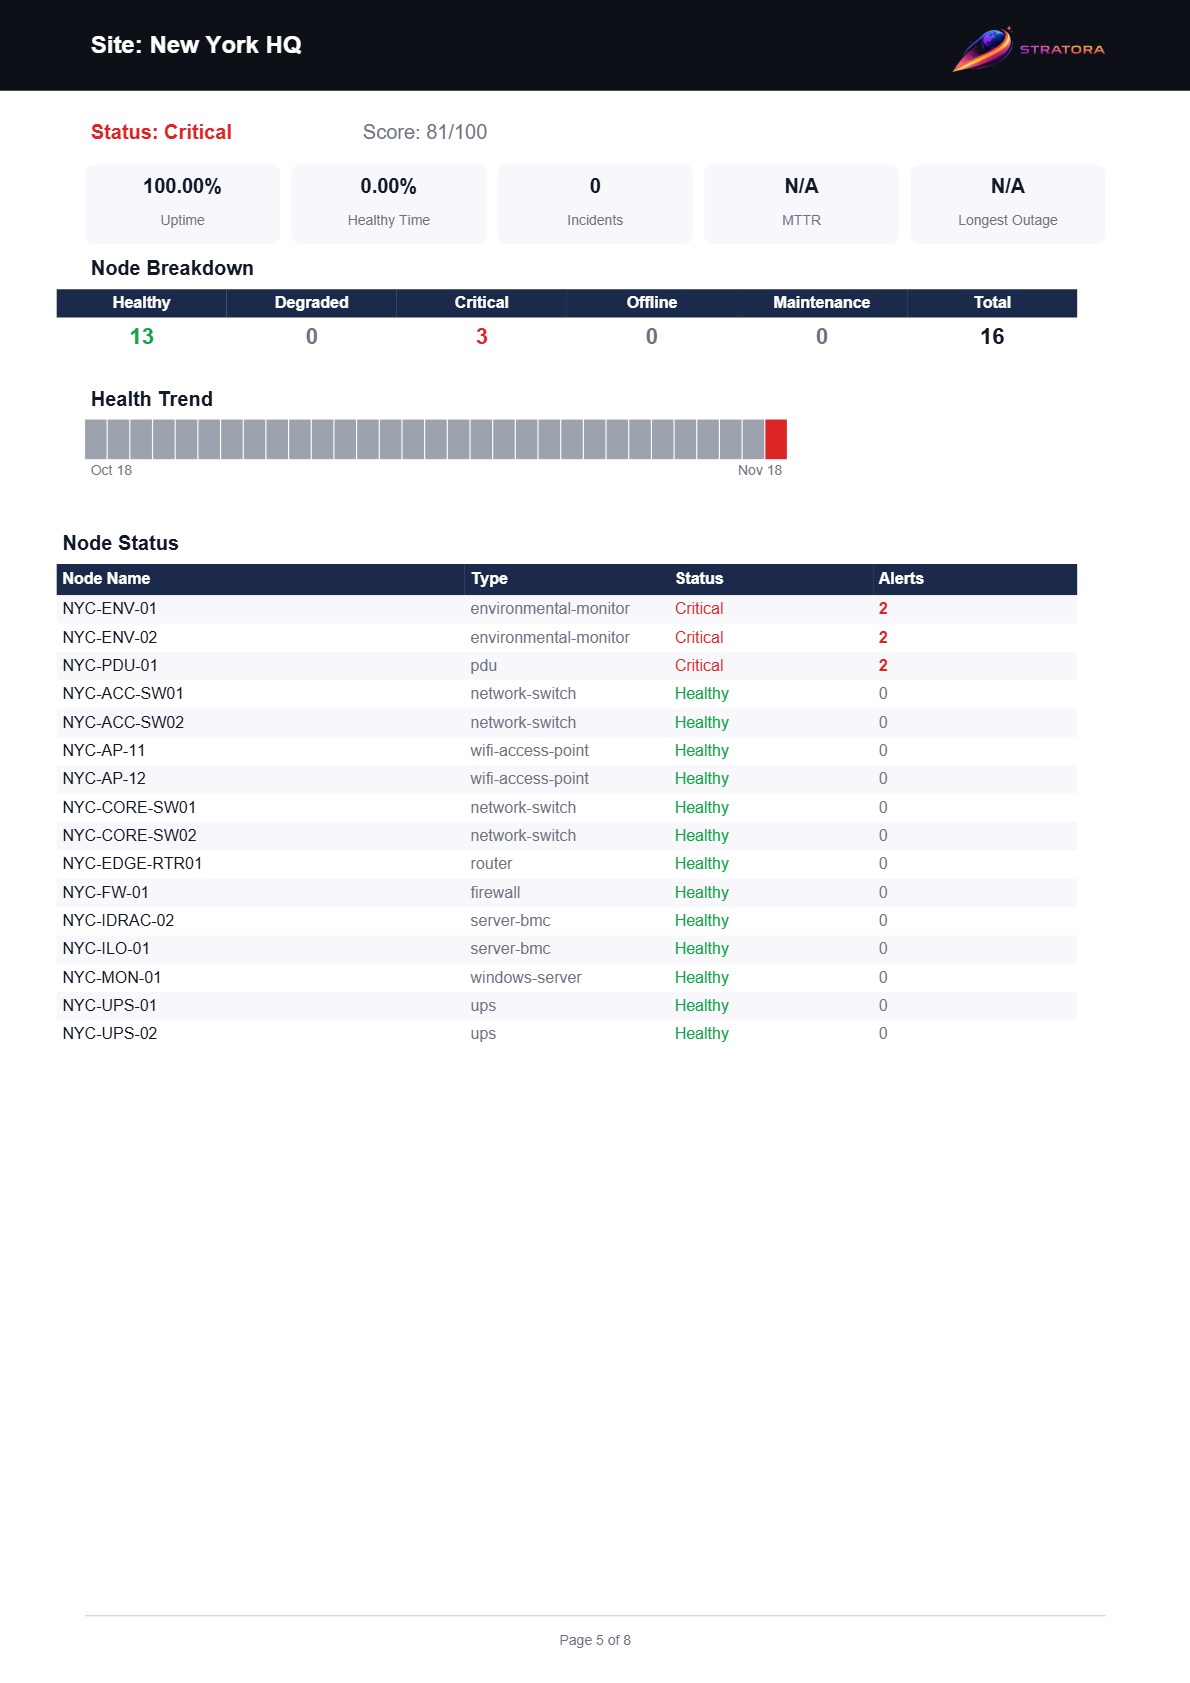 Site: New York HQ
STRATORA
Status: Critical Score: 81/100
100.00% 0.00% 0 N/A N/A
Uptime Healthy Time Incidents MTTR Longest Outage
Node Breakdown
Healthy Degraded Critical Offline Maintenance Total
13 0 3 0 0 16
Health Trend
Oct 18 Nov 18
Node Status
Node Name Type Status Alerts
NYC-ENV-01 environmental-monitor Critical 2
NYC-ENV-02 environmental-monitor Critical 2
NYC-PDU-01 pdu Critical 2
NYC-ACC-SW01 network-switch Healthy 0
NYC-ACC-SW02 network-switch Healthy 0
NYC-AP-11 wifi-access-point Healthy 0
NYC-AP-12 wifi-access-point Healthy 0
NYC-CORE-SW01 network-switch Healthy 0
NYC-CORE-SW02 network-switch Healthy 0
NYC-EDGE-RTR01 router Healthy 0
NYC-FW-01 firewall Healthy 0
NYC-IDRAC-02 server-bmc Healthy 0
NYC-ILO-01 server-bmc Healthy 0
NYC-MON-01 windows-server Healthy 0
NYC-UPS-01 ups Healthy 0
NYC-UPS-02 ups Healthy 0
Page 5 of 8